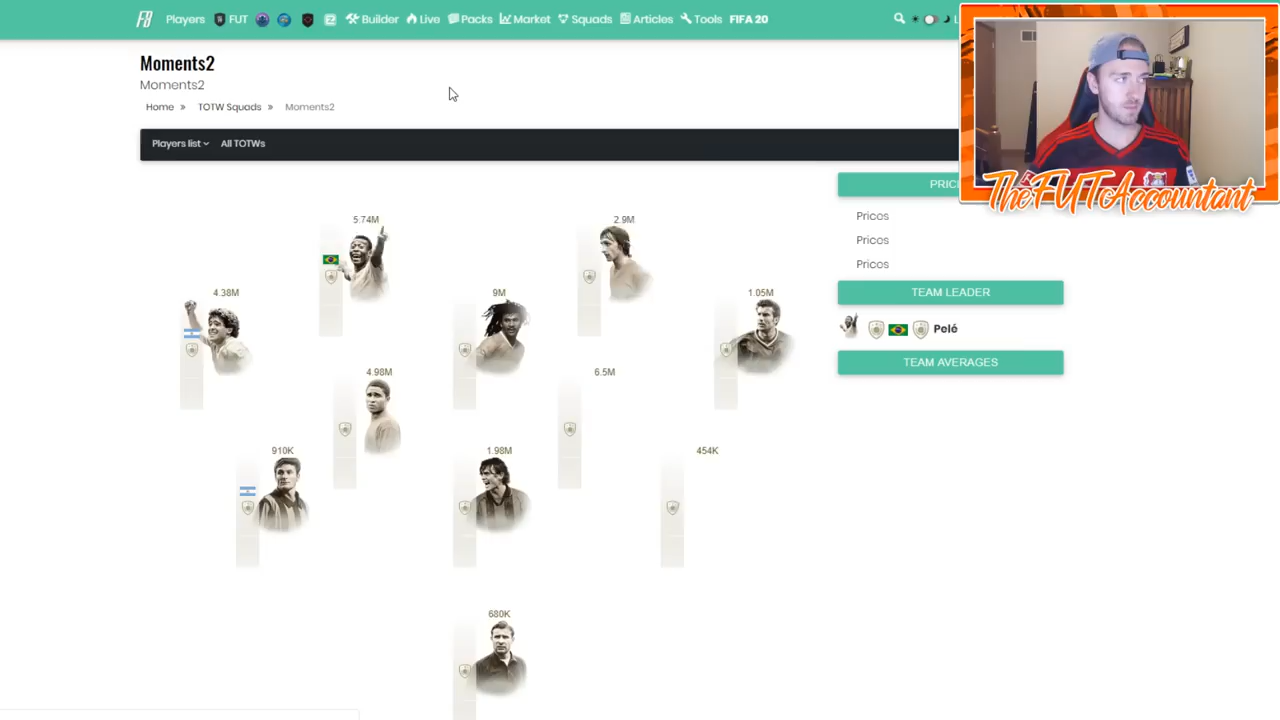 Players FUT Builder Live Packs Market Squads Articles Tools FIFA 20
Moments2
Moments2
Home » TOTW Squads » Moments2
Players list All TOTWs
5.74M
2.9M
4.38M
9M
1.05M
4.98M
6.5M
910K
1.98M
454K
680K
Prices
Prices
Prices
TEAM LEADER
Pelé
TEAM AVERAGES
TheFUTAccountant